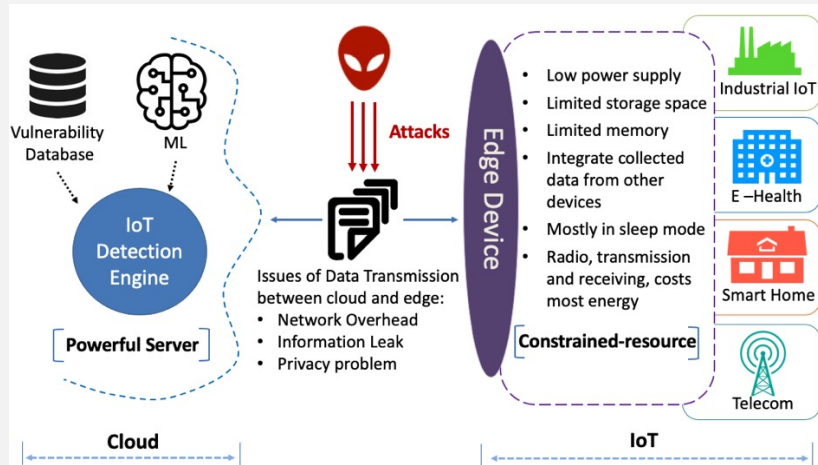 Vulnerability
Database
ML
IoT
Detection
Engine
Powerful Server
Cloud
Attacks
Issues of Data Transmission
between cloud and edge:
• Network Overhead
• Information Leak
• Privacy problem
Edge Device
• Low power supply
• Limited storage space
• Limited memory
• Integrate collected
data from other
devices
• Mostly in sleep mode
• Radio, transmission
and receiving, costs
most energy
Constrained-resource
Industrial IoT
E –Health
Smart Home
Telecom
IoT